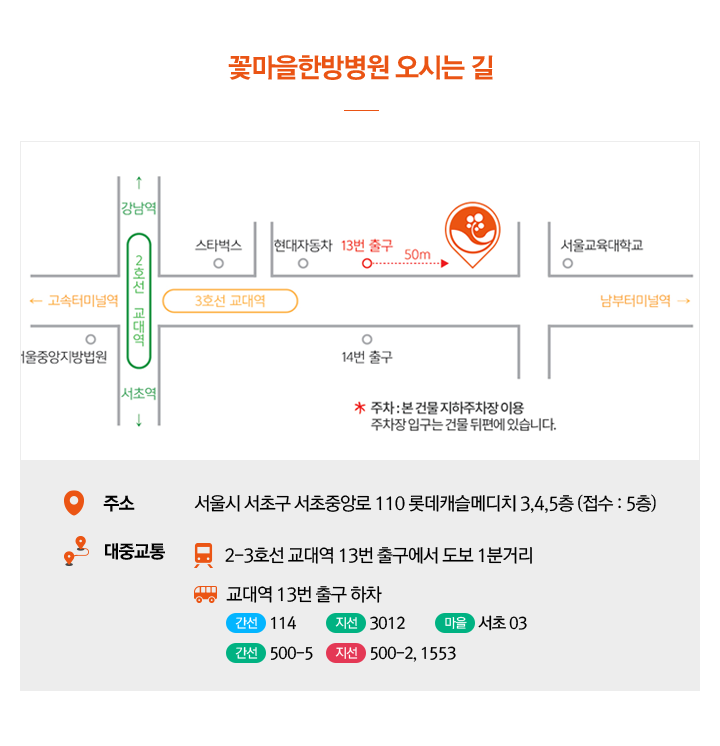 꽃마을한방병원 오시는 길
↑
강남역
스타벅스
현대자동차
13번 출구
50m
서울교육대학교
2호선 교대역
← 고속터미널역
3호선 교대역
남부터미널역 →
울중앙지방법원
14번 출구
서초역
↓
* 주차 : 본 건물 지하주차장 이용
주차장 입구는 건물 뒤편에 있습니다.
주소
서울시 서초구 서초중앙로 110 롯데캐슬메디치 3,4,5층 (접수 : 5층)
대중교통
2-3호선 교대역 13번 출구에서 도보 1분거리
교대역 13번 출구 하차
간선 114 지선 3012 마을 서초 03
간선 500-5 지선 500-2, 1553